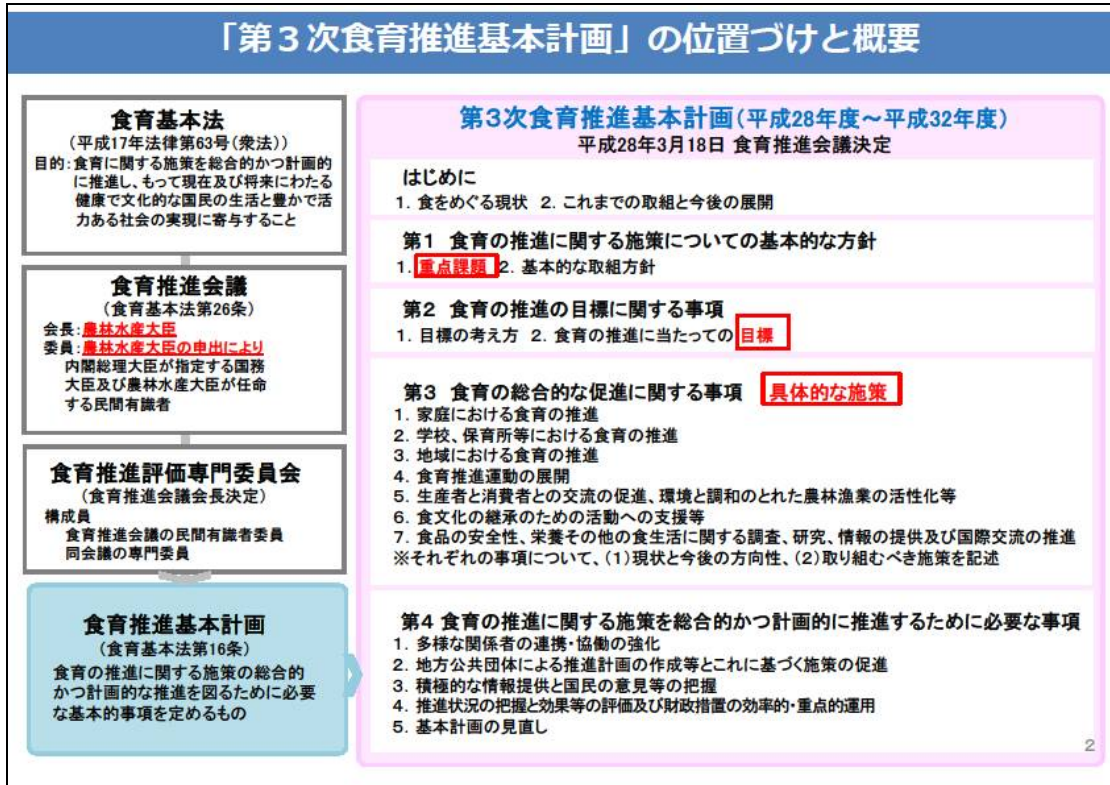 「第３次食育推進基本計画」の位置づけと概要
食育基本法
（平成17年法律第63号（衆法））
目的：食育に関する施策を総合的かつ計画的
に推進し、もって現在及び将来にわたる
健康で文化的な国民の生活と豊かで活
力ある社会の実現に寄与すること
食育推進会議
（食育基本法第26条）
会長：農林水産大臣
委員：農林水産大臣の申出により
内閣総理大臣が指定する国務
大臣及び農林水産大臣が任命
する民間有識者
食育推進評価専門委員会
（食育推進会議会長決定）
構成員
食育推進会議の民間有識者委員
同会議の専門委員
食育推進基本計画
（食育基本法第16条）
食育の推進に関する施策の総合的
かつ計画的な推進を図るために必要
な基本的事項を定めるもの
第３次食育推進基本計画（平成28年度～平成32年度）
平成28年3月18日 食育推進会議決定
はじめに
１．食をめぐる現状 ２．これまでの取組と今後の展開
第１ 食育の推進に関する施策についての基本的な方針
１．重点課題 ２．基本的な取組方針
第２ 食育の推進の目標に関する事項
１．目標の考え方 ２．食育の推進に当たっての 目標
第３ 食育の総合的な促進に関する事項 具体的な施策
１．家庭における食育の推進
２．学校、保育所等における食育の推進
３．地域における食育の推進
４．食育推進運動の展開
５．生産者と消費者との交流の促進、環境と調和のとれた農林漁業の活性化等
６．食文化の継承のための活動への支援等
７．食品の安全性、栄養その他の食生活に関する調査、研究、情報の提供及び国際交流の推進
※それぞれの事項について、（１）現状と今後の方向性、（２）取り組むべき施策を記述
第４ 食育の推進に関する施策を総合的かつ計画的に推進するために必要な事項
１．多様な関係者の連携・協働の強化
２．地方公共団体による推進計画の作成等とこれに基づく施策の促進
３．積極的な情報提供と国民の意見等の把握
４．推進状況の把握と効果等の評価及び財政措置の効率的・重点的運用
５．基本計画の見直し
2